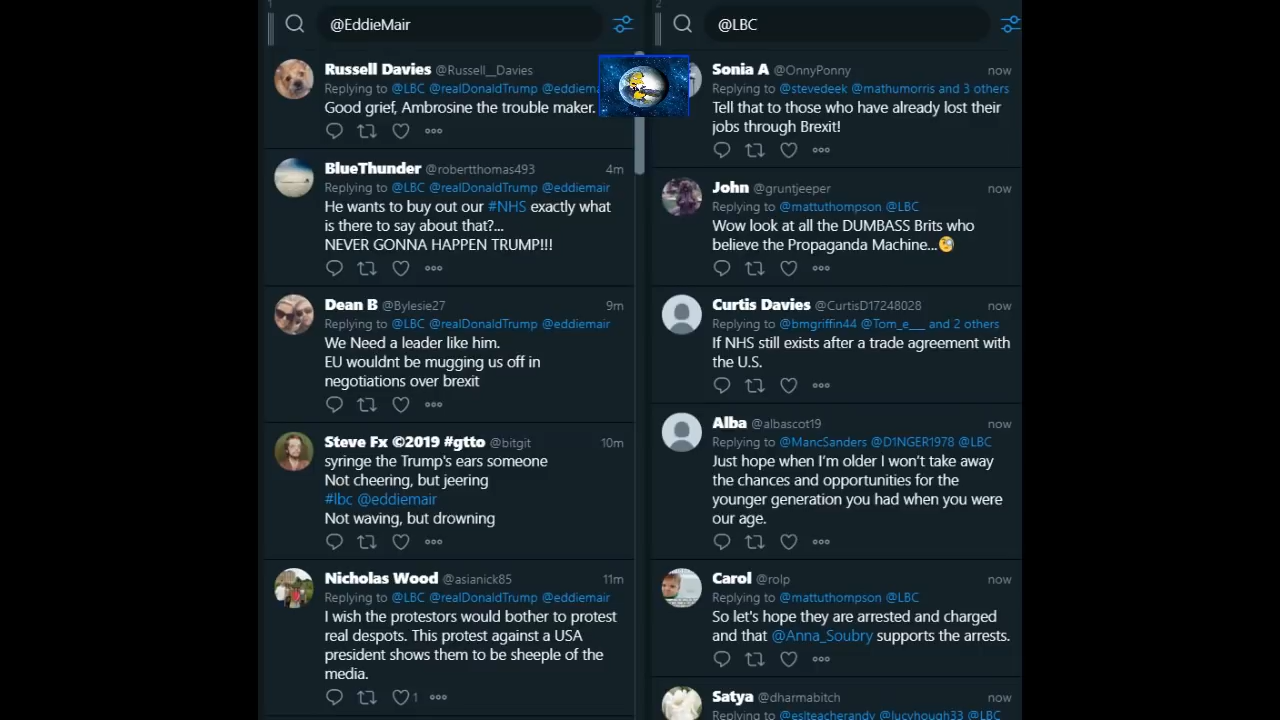 1
@EddieMair
Russell Davies @Russell__Davies
Replying to @LBC @realDonaldTrump
Good grief, Ambrosine the trouble maker.
BlueThunder @robertthomas493 4m
Replying to @LBC @realDonaldTrump @eddiemair
He wants to buy out our #NHS exactly what
is there to say about that?...
NEVER GONNA HAPPEN TRUMP!!!
Dean B @Bylesie27 9m
Replying to @LBC @realDonaldTrump @eddiemair
We Need a leader like him.
EU wouldnt be mugging us off in
negotiations over brexit
Steve Fx ©2019 #gtto @bitgit 10m
syringe the Trump's ears someone
Not cheering, but jeering
#lbc @eddiemair
Not waving, but drowning
Nicholas Wood @asianick85 11m
Replying to @LBC @realDonaldTrump @eddiemair
I wish the protestors would bother to protest
real despots. This protest against a USA
president shows them to be sheeple of the
media.
1
2
@LBC
Sonia A @OnnyPonny now
Replying to @stevedeek @mathumorris and 3 others
Tell that to those who have already lost their
jobs through Brexit!
John @gruntjeeper now
Replying to @mattuthompson @LBC
Wow look at all the DUMBASS Brits who
believe the Propaganda Machine...🧐
Curtis Davies @CurtisD17248028 now
Replying to @bmgriffin44 @Tom_e___ and 2 others
If NHS still exists after a trade agreement with
the U.S.
Alba @albascot19 now
Replying to @MancSanders @D1NGER1978 @LBC
Just hope when I'm older I won't take away
the chances and opportunities for the
younger generation you had when you were
our age.
Carol @rolp now
Replying to @mattuthompson @LBC
So let's hope they are arrested and charged
and that @Anna_Soubry supports the arrests.
Satya @dharmabitch now
Replying to @eslteacherandy @lucyhough33 @LBC